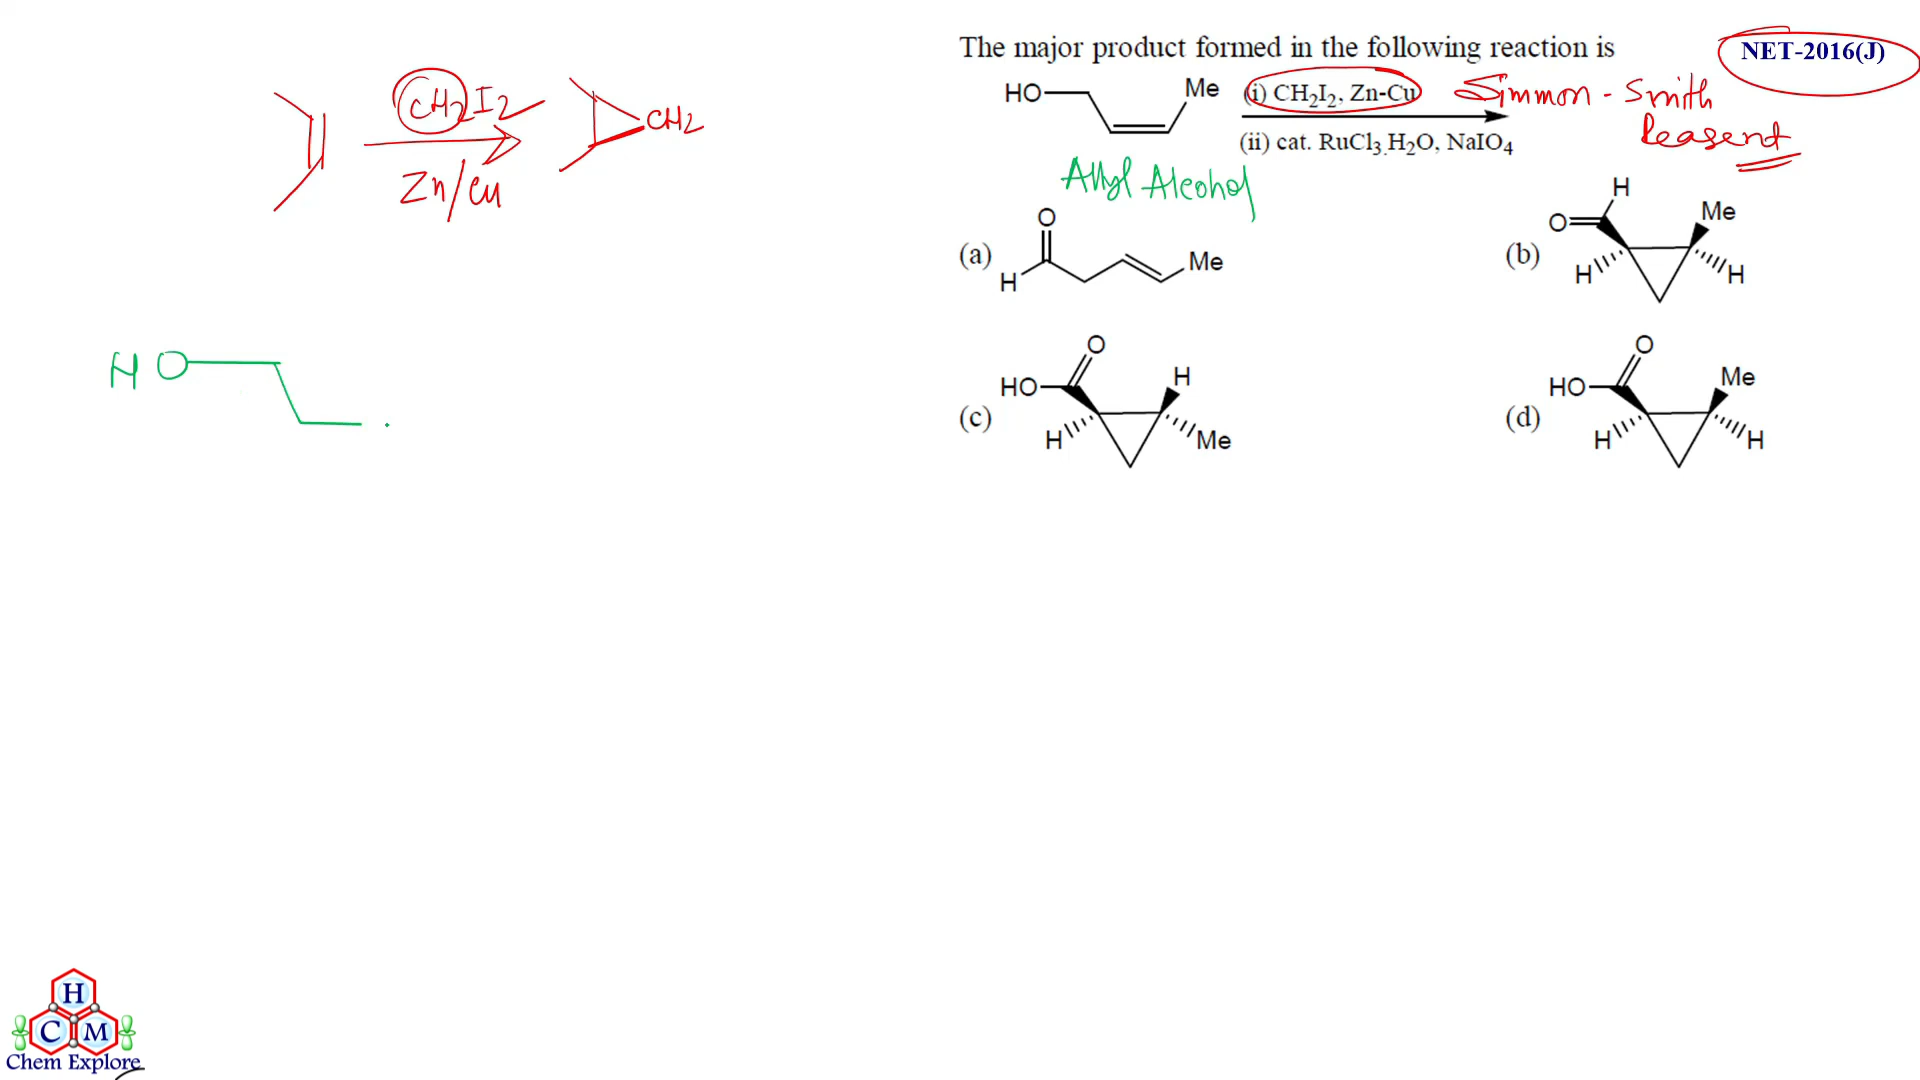 The major product formed in the following reaction is
NET-2016(J)
HO
Me
(i) CH2I2, Zn-Cu
(ii) cat. RuCl3.H2O, NaIO4
Simmon - Smith
Reasent
Allyl Alcohol
CH2I2
Zn/Cu
CH2
(a)
O
H
Me
(b)
H
O
Me
H
H
(c)
O
HO
H
H
Me
(d)
O
HO
Me
H
H
HO
H
C M
Chem Explore